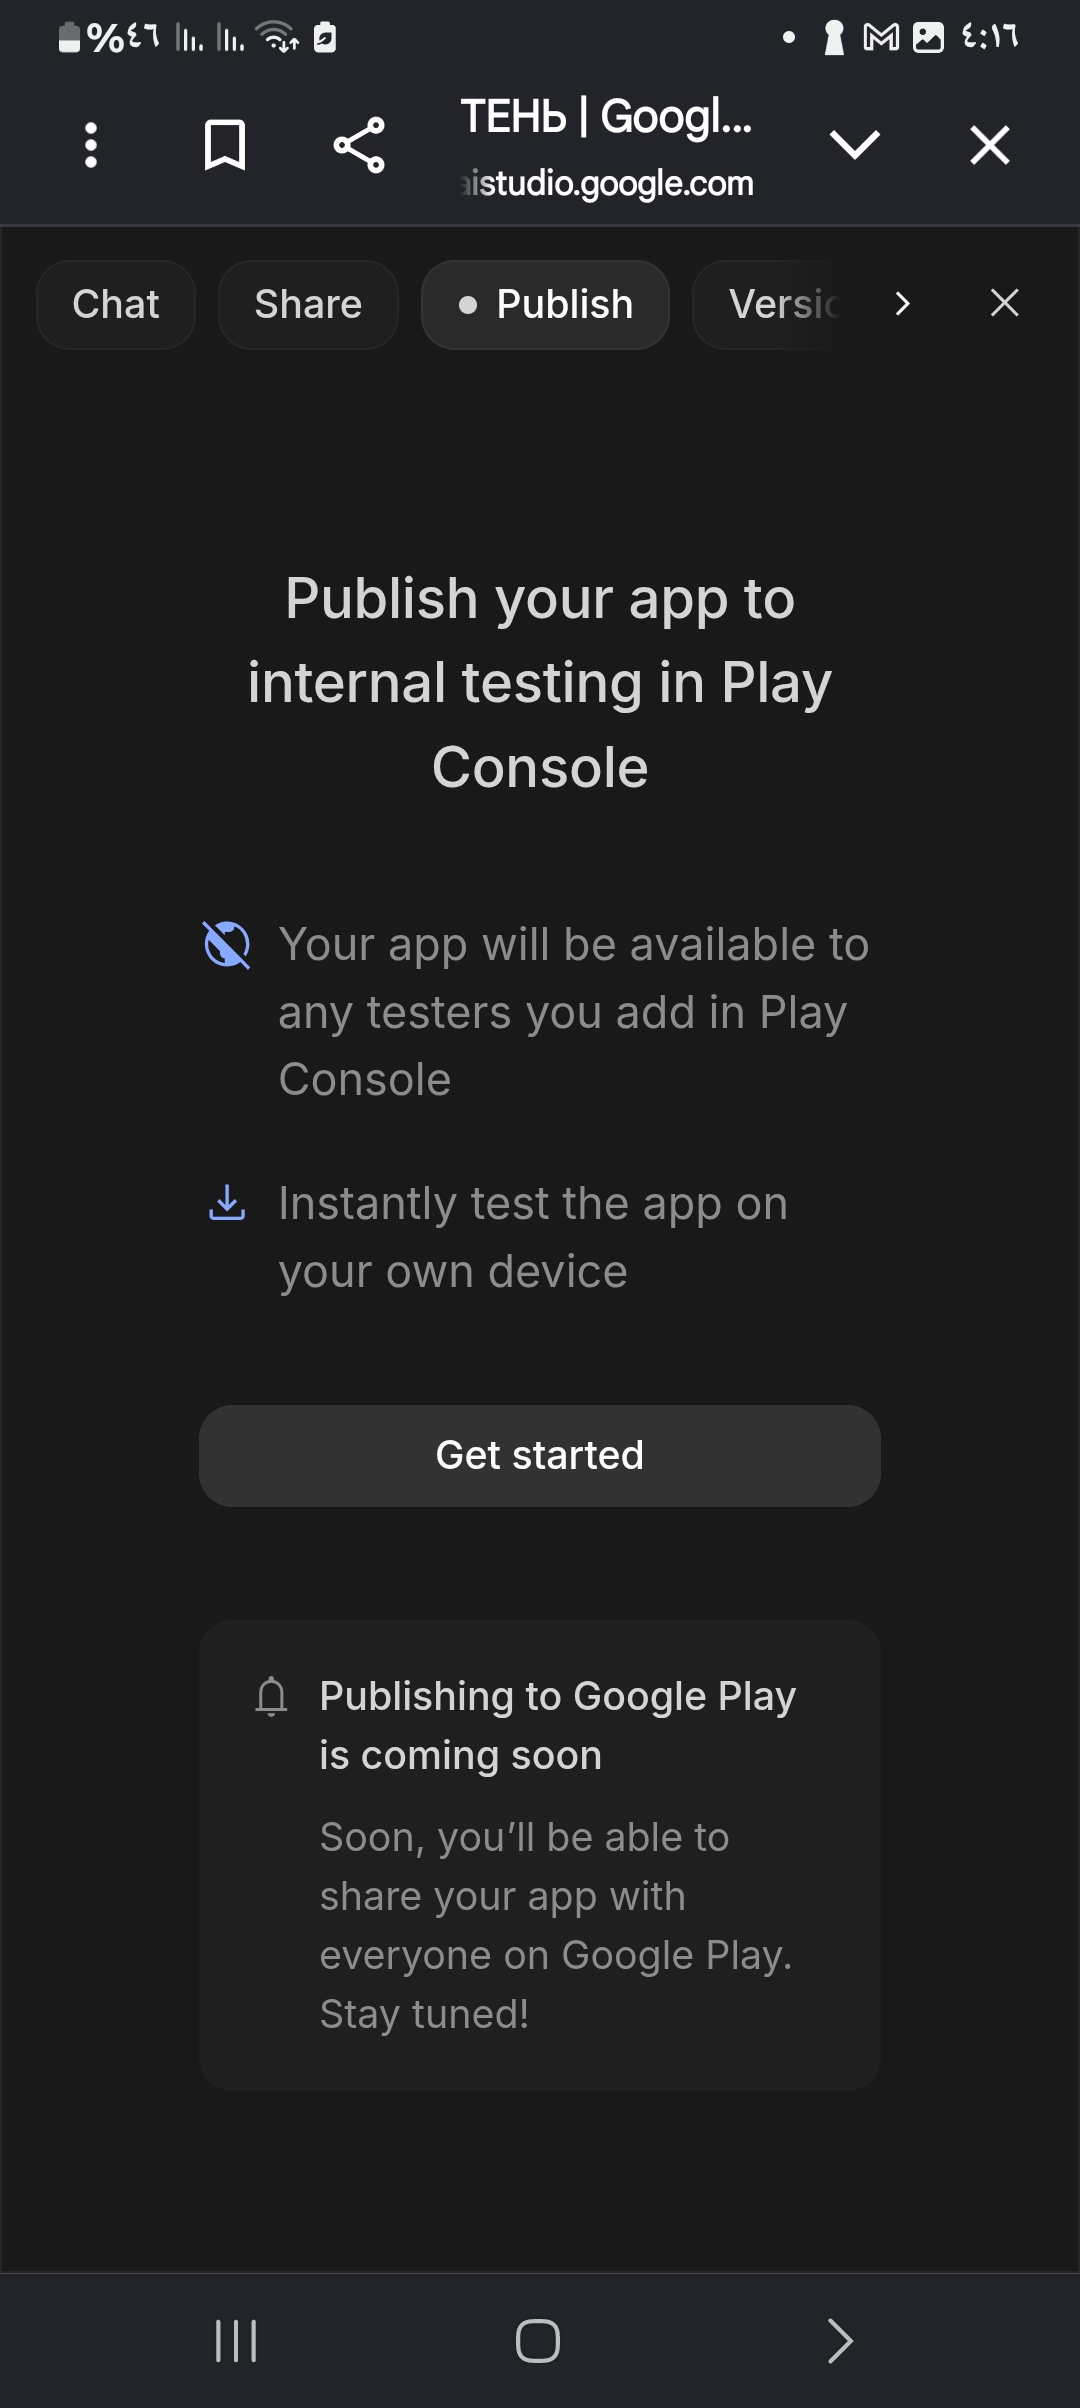 %٤٦
٤:١٦
ТЕНЬ | Googl...
aistudio.google.com
Chat
Share
Publish
Versic
Publish your app to
internal testing in Play
Console
Your app will be available to
any testers you add in Play
Console
Instantly test the app on
your own device
Get started
Publishing to Google Play
is coming soon
Soon, you’ll be able to
share your app with
everyone on Google Play.
Stay tuned!